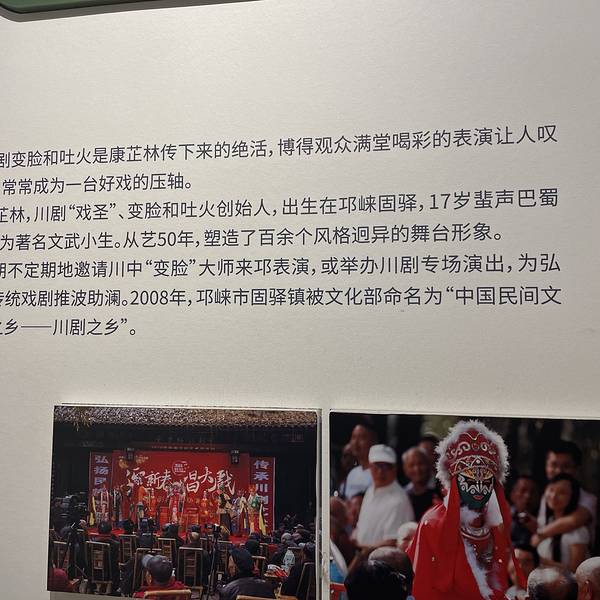 剧变脸和吐火是康芷林传下来的绝活，博得观众满堂喝彩的表演让人叹
常常成为一台好戏的压轴。
芷林，川剧“戏圣”、变脸和吐火创始人，出生在邛崃固驿，17岁蜚声巴蜀
为著名文武小生。从艺50年，塑造了百余个风格迥异的舞台形象。
期不定期地邀请川中“变脸”大师来邛表演，或举办川剧专场演出，为弘
传统戏剧推波助澜。2008年，邛崃市固驿镇被文化部命名为“中国民间文
之乡——川剧之乡”。
弘扬民
迎新春 唱大戏
传承川剧